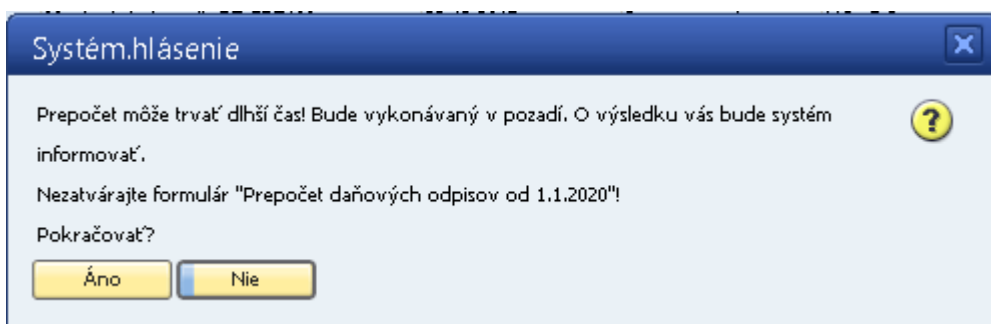 Systém.hlásenie
Prepočet môže trvať dlhší čas! Bude vykonávaný v pozadí. O výsledku vás bude systém
informovať.
Nezatvárajte formulár "Prepočet daňových odpisov od 1.1.2020"!
Pokračovať?
Áno
Nie